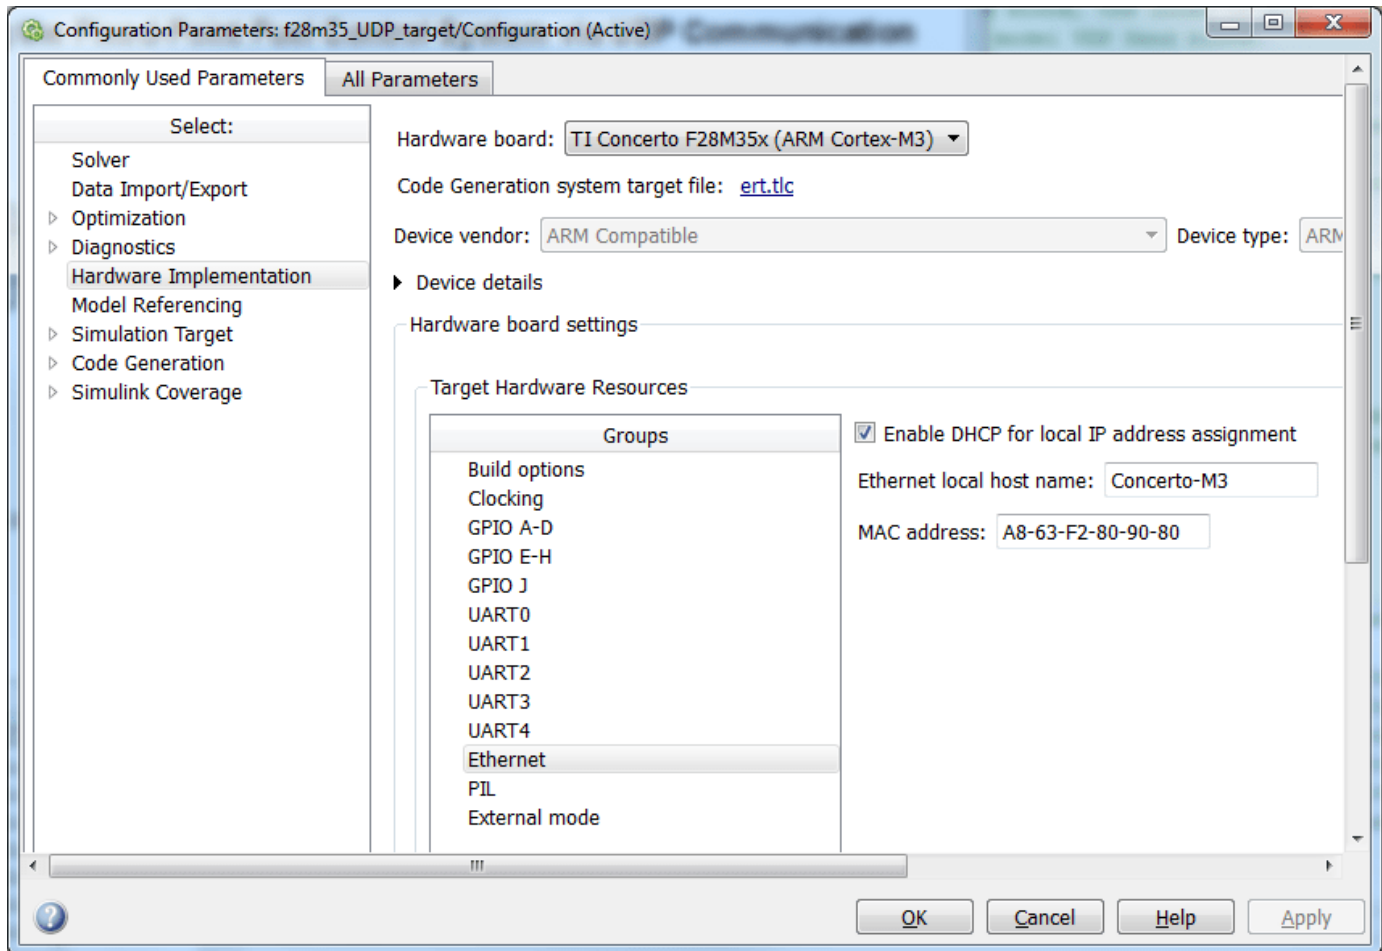 Configuration Parameters: f28m35_UDP_target/Configuration (Active)
Communication
Commonly Used Parameters
All Parameters
Select:
Solver
Data Import/Export
Optimization
Diagnostics
Hardware Implementation
Model Referencing
Simulation Target
Code Generation
Simulink Coverage
Hardware board: TI Concerto F28M35x (ARM Cortex-M3)
Code Generation system target file: ert.tlc
Device vendor: ARM Compatible Device type: ARM
Device details
Hardware board settings
Target Hardware Resources
Groups
Build options
Clocking
GPIO A-D
GPIO E-H
GPIO J
UART0
UART1
UART2
UART3
UART4
Ethernet
PIL
External mode
Enable DHCP for local IP address assignment
Ethernet local host name: Concerto-M3
MAC address: A8-63-F2-80-90-80
OK Cancel Help Apply